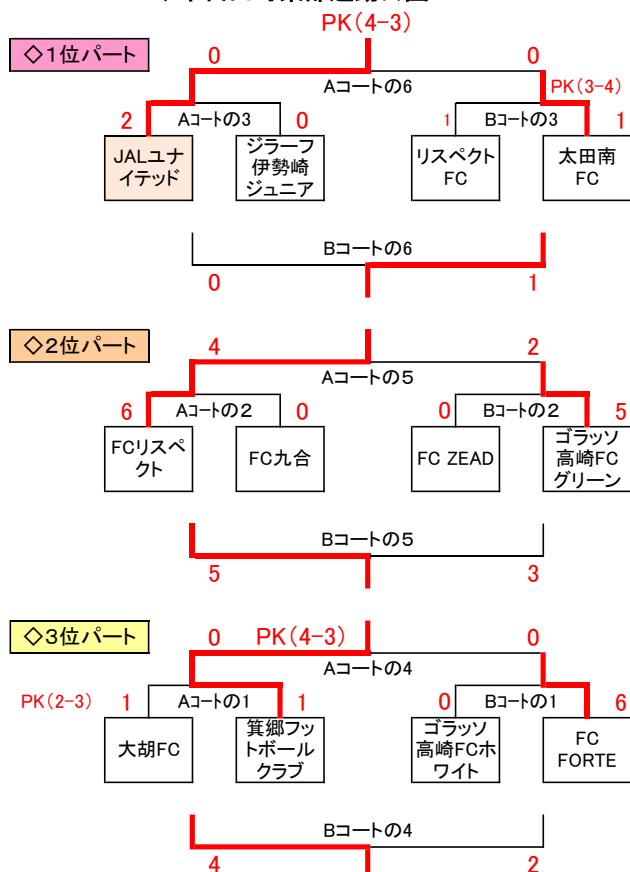 PK(4-3)
◇1位パート
0
0
Aコートの6
PK(3-4)
2
Aコートの3
0
1
Bコートの3
1
JALユナ
イテッド
ジラーフ
伊勢崎
ジュニア
リスペクト
FC
太田南
FC
Bコートの6
0
1
◇2位パート
4
2
Aコートの5
6
Aコートの2
0
0
Bコートの2
5
FCリスペ
クト
FC九合
FC ZEAD
ゴラッソ
高崎FC
グリーン
Bコートの5
5
3
◇3位パート
0
PK(4-3)
0
Aコートの4
PK(2-3)
1
Aコートの1
1
0
Bコートの1
6
大胡FC
箕郷フッ
トボール
クラブ
ゴラッソ
高崎FCホ
ワイト
FC
FORTE
Bコートの4
4
2